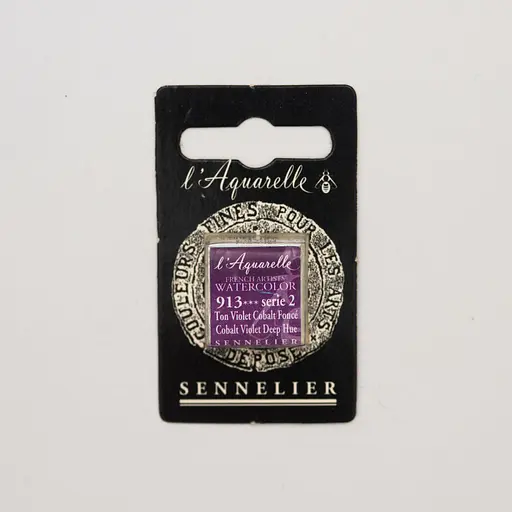 l'Aquarelle
COULEURS FINES POUR LES ARTS
l'Aquarelle
FRENCH ARTISTS'
WATERCOLOR
913*** serie 2
Ton Violet Cobalt Foncé
Cobalt Violet Deep Hue
SENNELIER
DEPOSE
SENNELIER